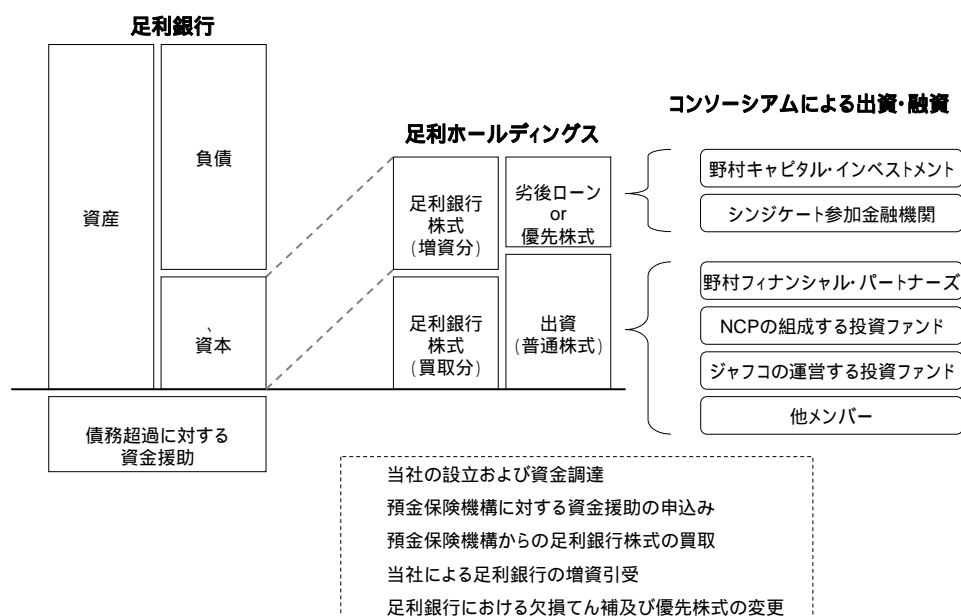 足利銀行
資産
負債
、
資本
債務超過に対する
資金援助
足利ホールディングス
足利銀行
株式
(増資分)
劣後ローン
or
優先株式
足利銀行
株式
(買取分)
出資
(普通株式)
コンソーシアムによる出資・融資
野村キャピタル・インベストメント
シンジケート参加金融機関
野村フィナンシャル・パートナーズ
NCPの組成する投資ファンド
ジャフコの運営する投資ファンド
他メンバー
当社の設立および資金調達
預金保険機構に対する資金援助の申込み
預金保険機構からの足利銀行株式の買取
当社による足利銀行の増資引受
足利銀行における欠損てん補及び優先株式の変更